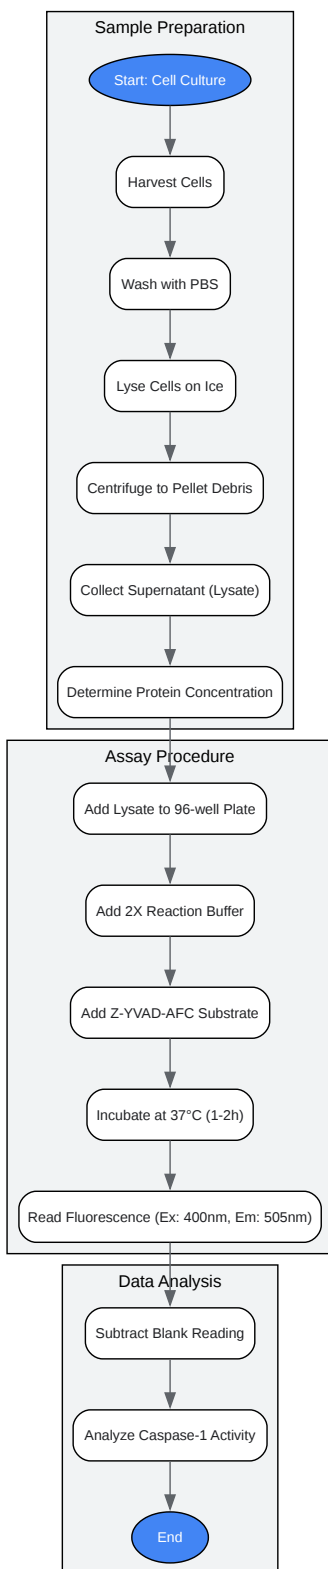 Sample Preparation
Start: Cell Culture
Harvest Cells
Wash with PBS
Lyse Cells on Ice
Centrifuge to Pellet Debris
Collect Supernatant (Lysate)
Determine Protein Concentration
Assay Procedure
Add Lysate to 96-well Plate
Add 2X Reaction Buffer
Add Z-YVAD-AFC Substrate
Incubate at 37°C (1-2h)
Read Fluorescence (Ex: 400nm, Em: 505nm)
Data Analysis
Subtract Blank Reading
Analyze Caspase-1 Activity
End